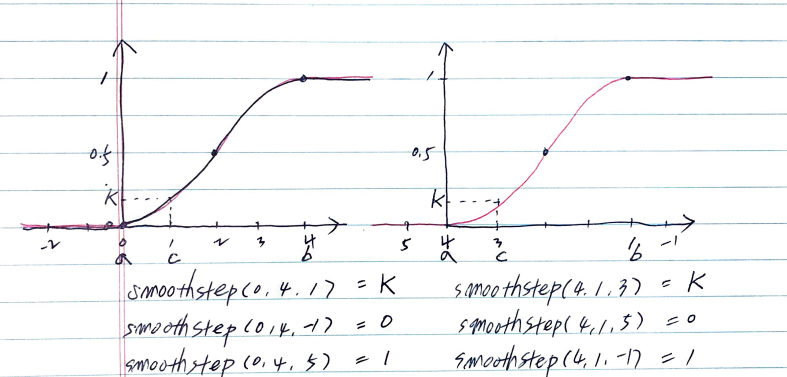 1 1
0.5 0.5
K K
-2 0 1 2 3 4 5 4 3 1 -1
a c b a c b
smoothstep(0,4,1) = K smoothstep(4,1,3) = K
smoothstep(0,4,-1) = 0 smoothstep(4,1,5) = 0
smoothstep(0,4,5) = 1 smoothstep(4,1,-1) = 1